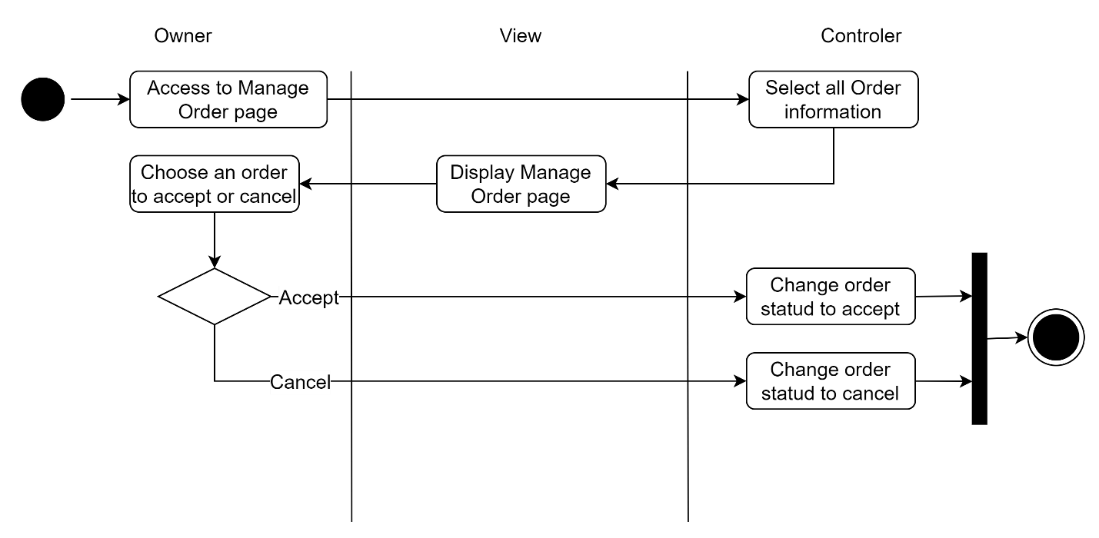 Owner
View
Controler
Access to Manage
Order page
Select all Order
information
Choose an order
to accept or cancel
Display Manage
Order page
Accept
Change order
statud to accept
Cancel
Change order
statud to cancel